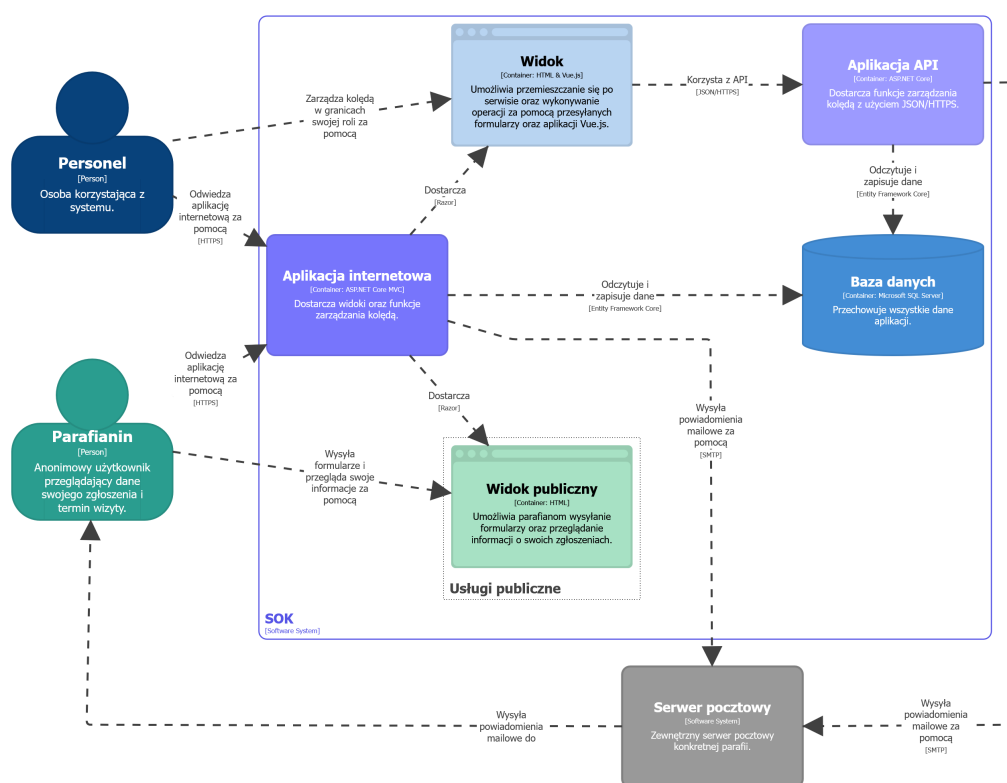 Widok
[Container: HTML & Vue.js]
Umożliwia przemieszczanie się po
serwisie oraz wykonywanie
operacji za pomocą przesyłanych
formularzy oraz aplikacji Vue.js.
Korzysta z API
[JSON/HTTPS]
Aplikacja API
[Container: ASP.NET Core]
Dostarcza funkcje zarządzania
kolędą z użyciem JSON/HTTPS.
Zarządza kolędą
w granicach
swojej roli za
pomocą
Personel
[Person]
Osoba korzystająca z
systemu.
Odwiedza
aplikację
internetową za
pomocą
[HTTPS]
Dostarcza
[Razor]
Odczytuje i
zapisuje dane
[Entity Framework Core]
Aplikacja internetowa
[Container: ASP.NET Core MVC]
Dostarcza widoki oraz funkcje
zarządzania kolędą.
Odczytuje i
zapisuje dane
[Entity Framework Core]
Baza danych
[Container: Microsoft SQL Server]
Przechowuje wszystkie dane
aplikacji.
Odwiedza
aplikację
internetową za
pomocą
[HTTPS]
Dostarcza
[Razor]
Wysyła
powiadomienia
mailowe za
pomocą
[SMTP]
Parafianin
[Person]
Anonimowy użytkownik
przeglądający dane
swojego zgłoszenia i
termin wizyty.
Wysyła
formularze i
przegląda swoje
informacje za
pomocą
Widok publiczny
[Container: HTML]
Umożliwia parafianom wysyłanie
formularzy oraz przeglądanie
informacji o swoich zgłoszeniach.
Usługi publiczne
SOK
[Software System]
Wysyła
powiadomienia
mailowe do
Serwer pocztowy
[Software System]
Zewnętrzny serwer pocztowy
konkretnej parafii.
Wysyła
powiadomienia
mailowe za
pomocą
[SMTP]